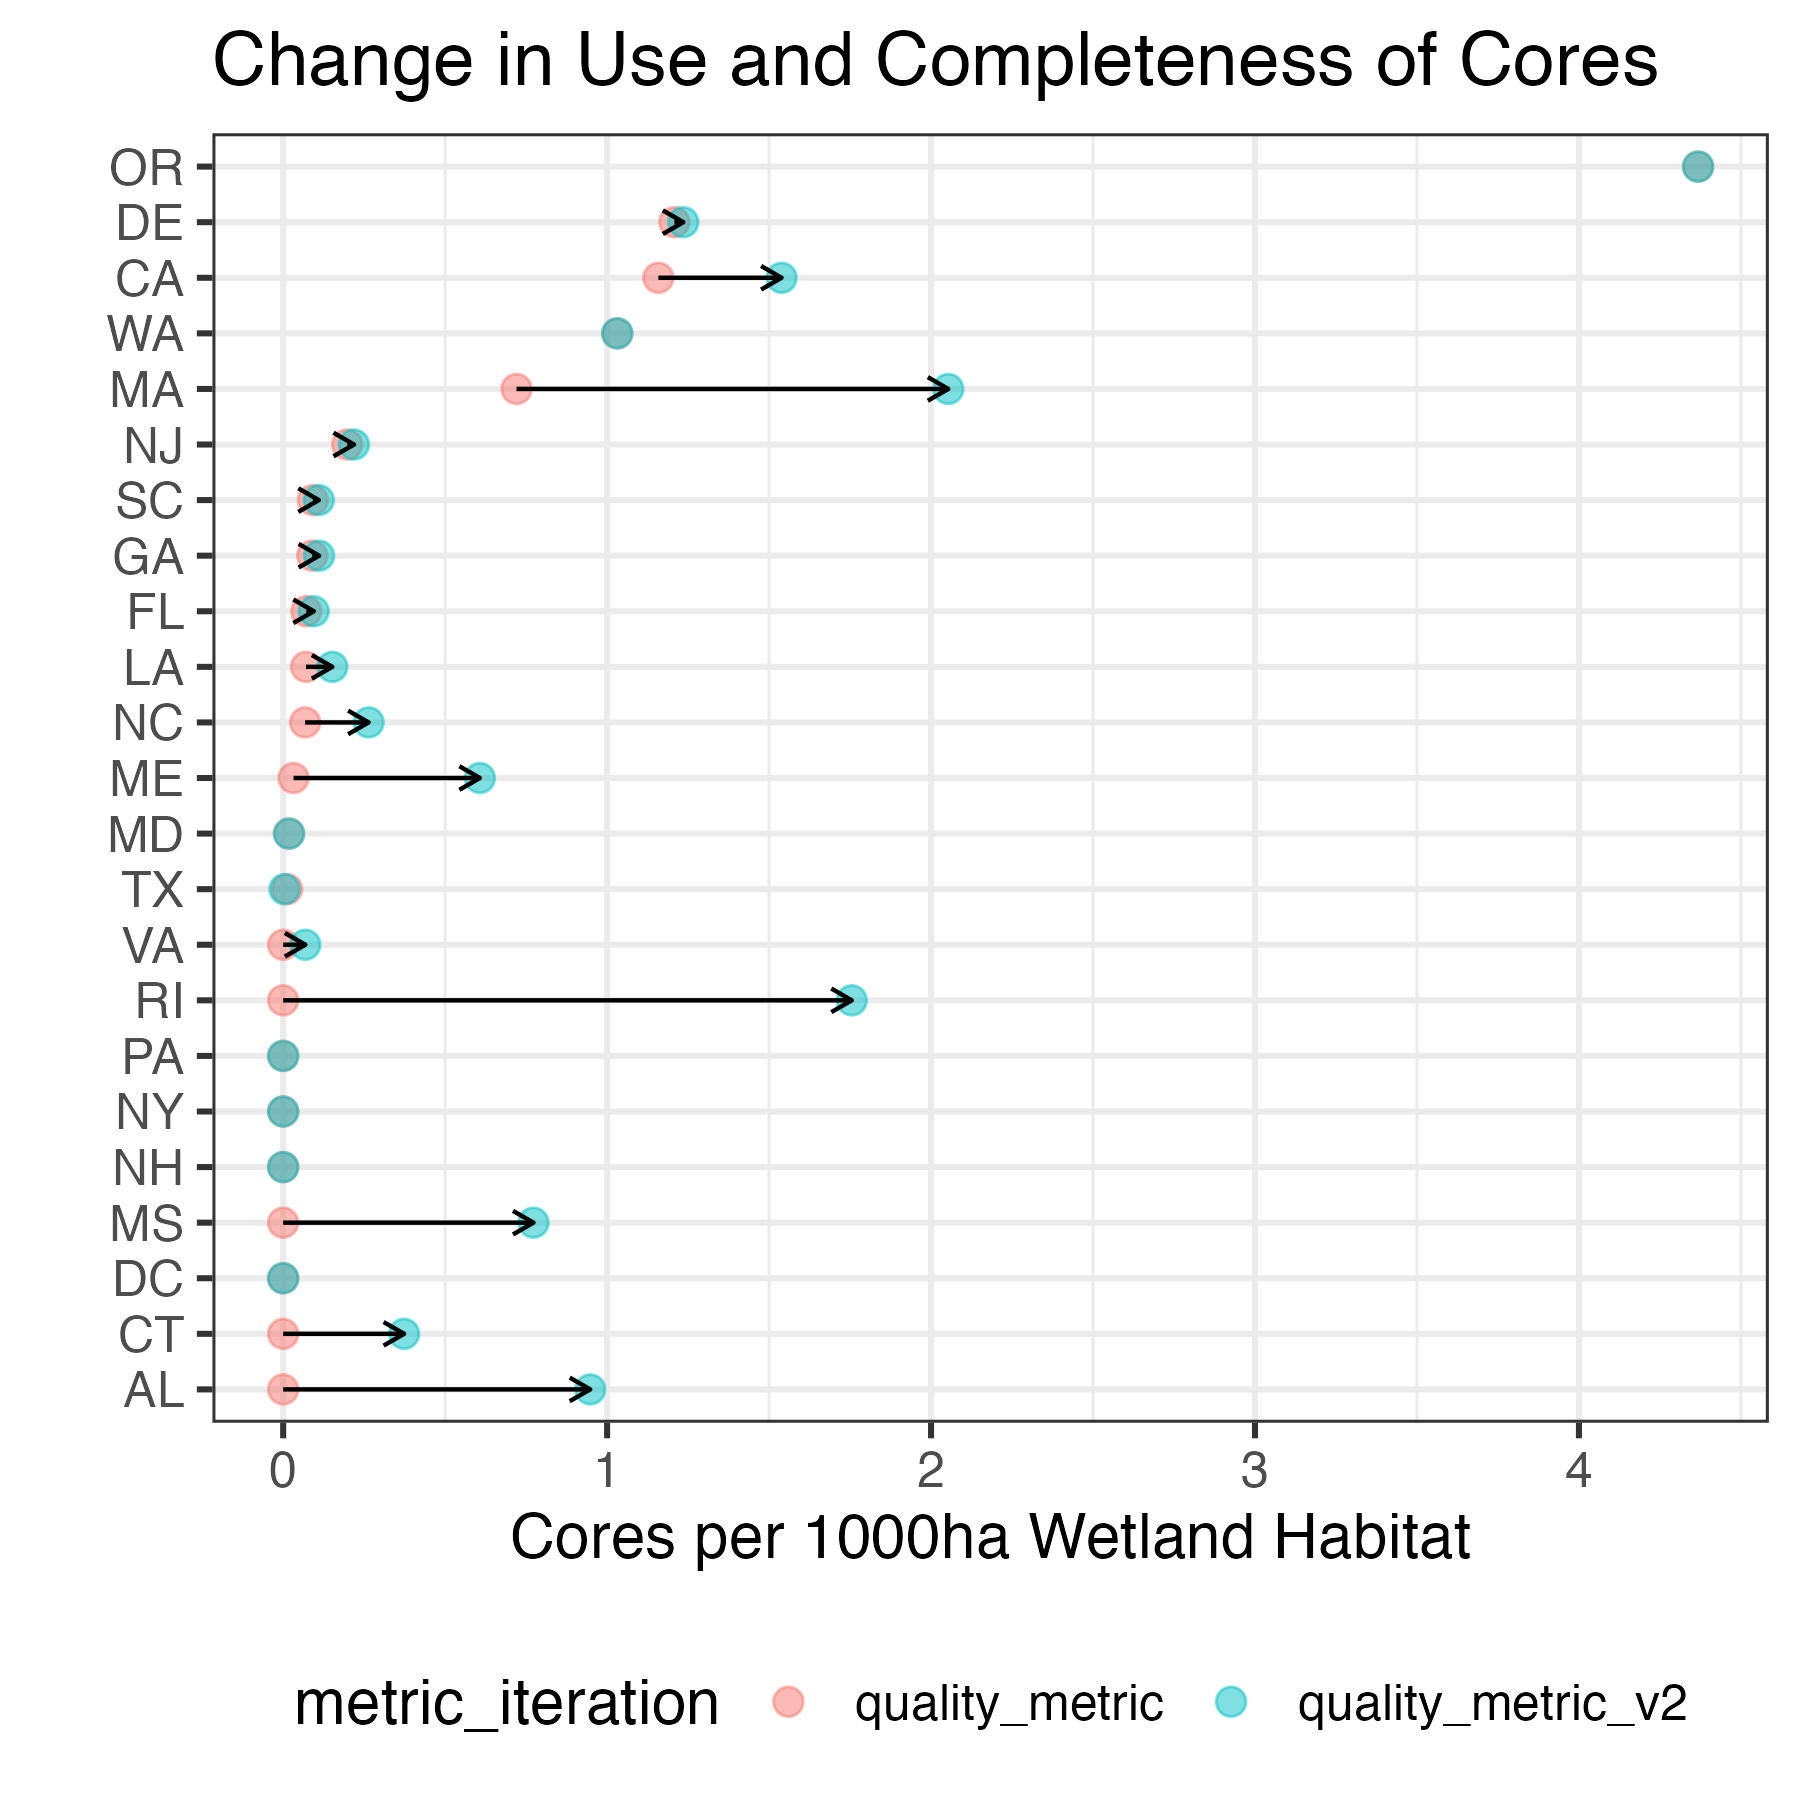 Change in Use and Completeness of Cores
OR
DE
CA
WA
MA
NJ
SC
GA
FL
LA
NC
ME
MD
TX
VA
RI
PA
NY
NH
MS
DC
CT
AL
0 1 2 3 4
Cores per 1000ha Wetland Habitat
metric_iteration quality_metric quality_metric_v2